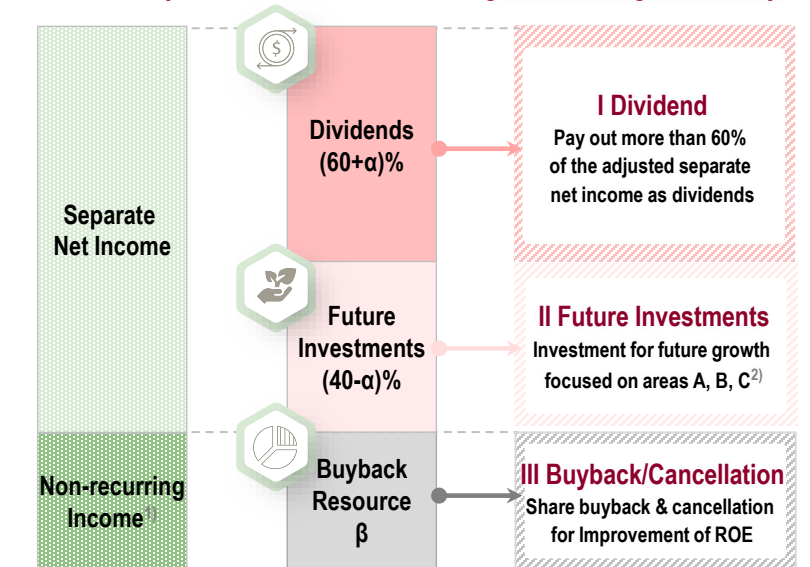 Separate
Net Income
Non-recurring
Income1)
$
Dividends
(60+α)%
Future
Investments
(40-α)%
Buyback
Resource
β
I Dividend
Pay out more than 60%
of the adjusted separate
net income as dividends
II Future Investments
Investment for future growth
focused on areas A, B, C2)
III Buyback/Cancellation
Share buyback & cancellation
for Improvement of ROE